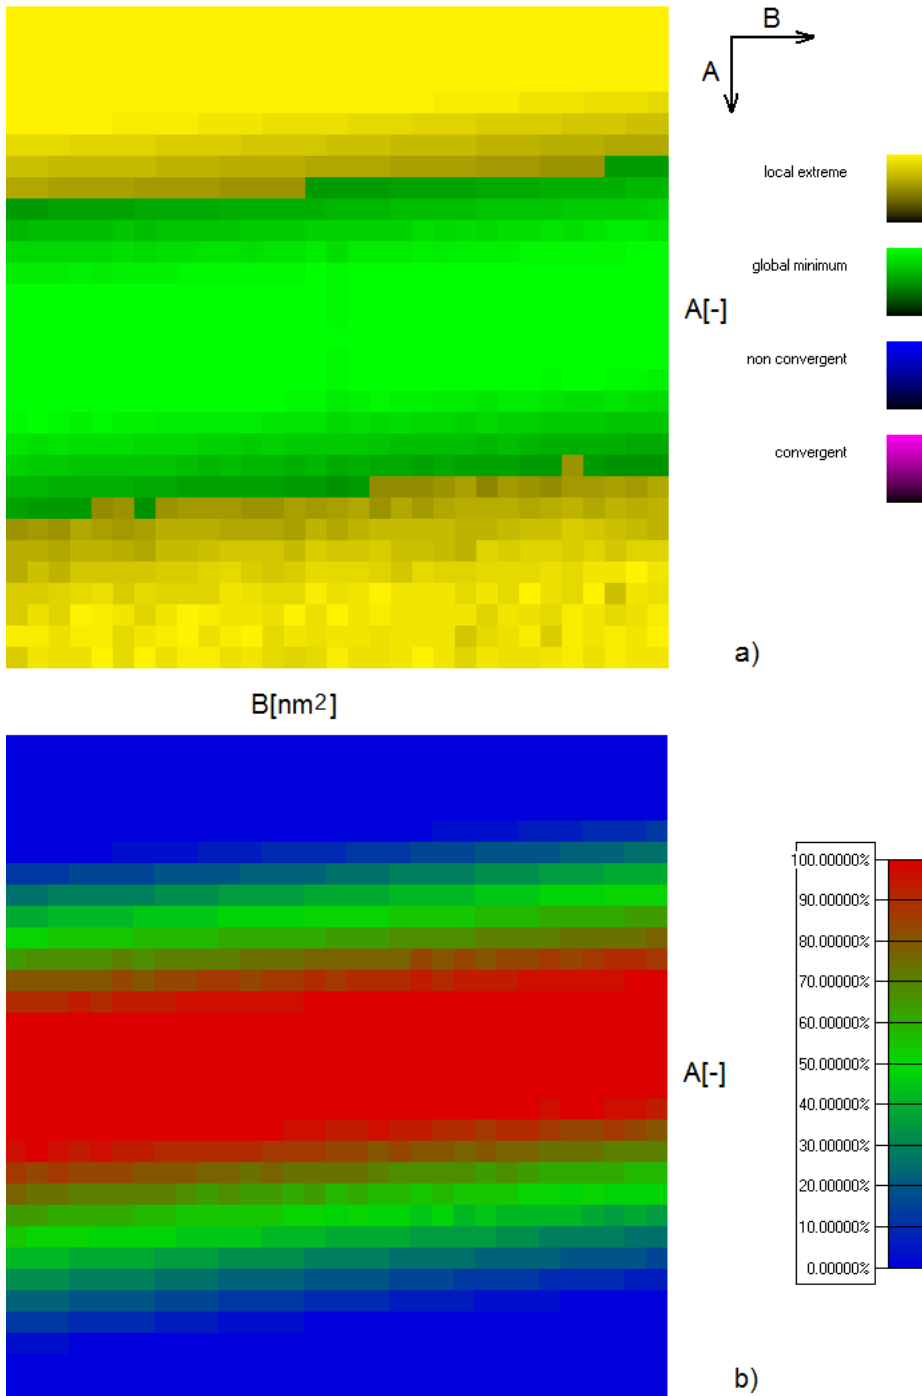 B
A
local extreme
global minimum
A[-]
non convergent
convergent
a)
B[nm2]
100.00000%
90.00000%
80.00000%
70.00000%
60.00000%
A[-]
50.00000%
40.00000%
30.00000%
20.00000%
10.00000%
0.00000%
b)